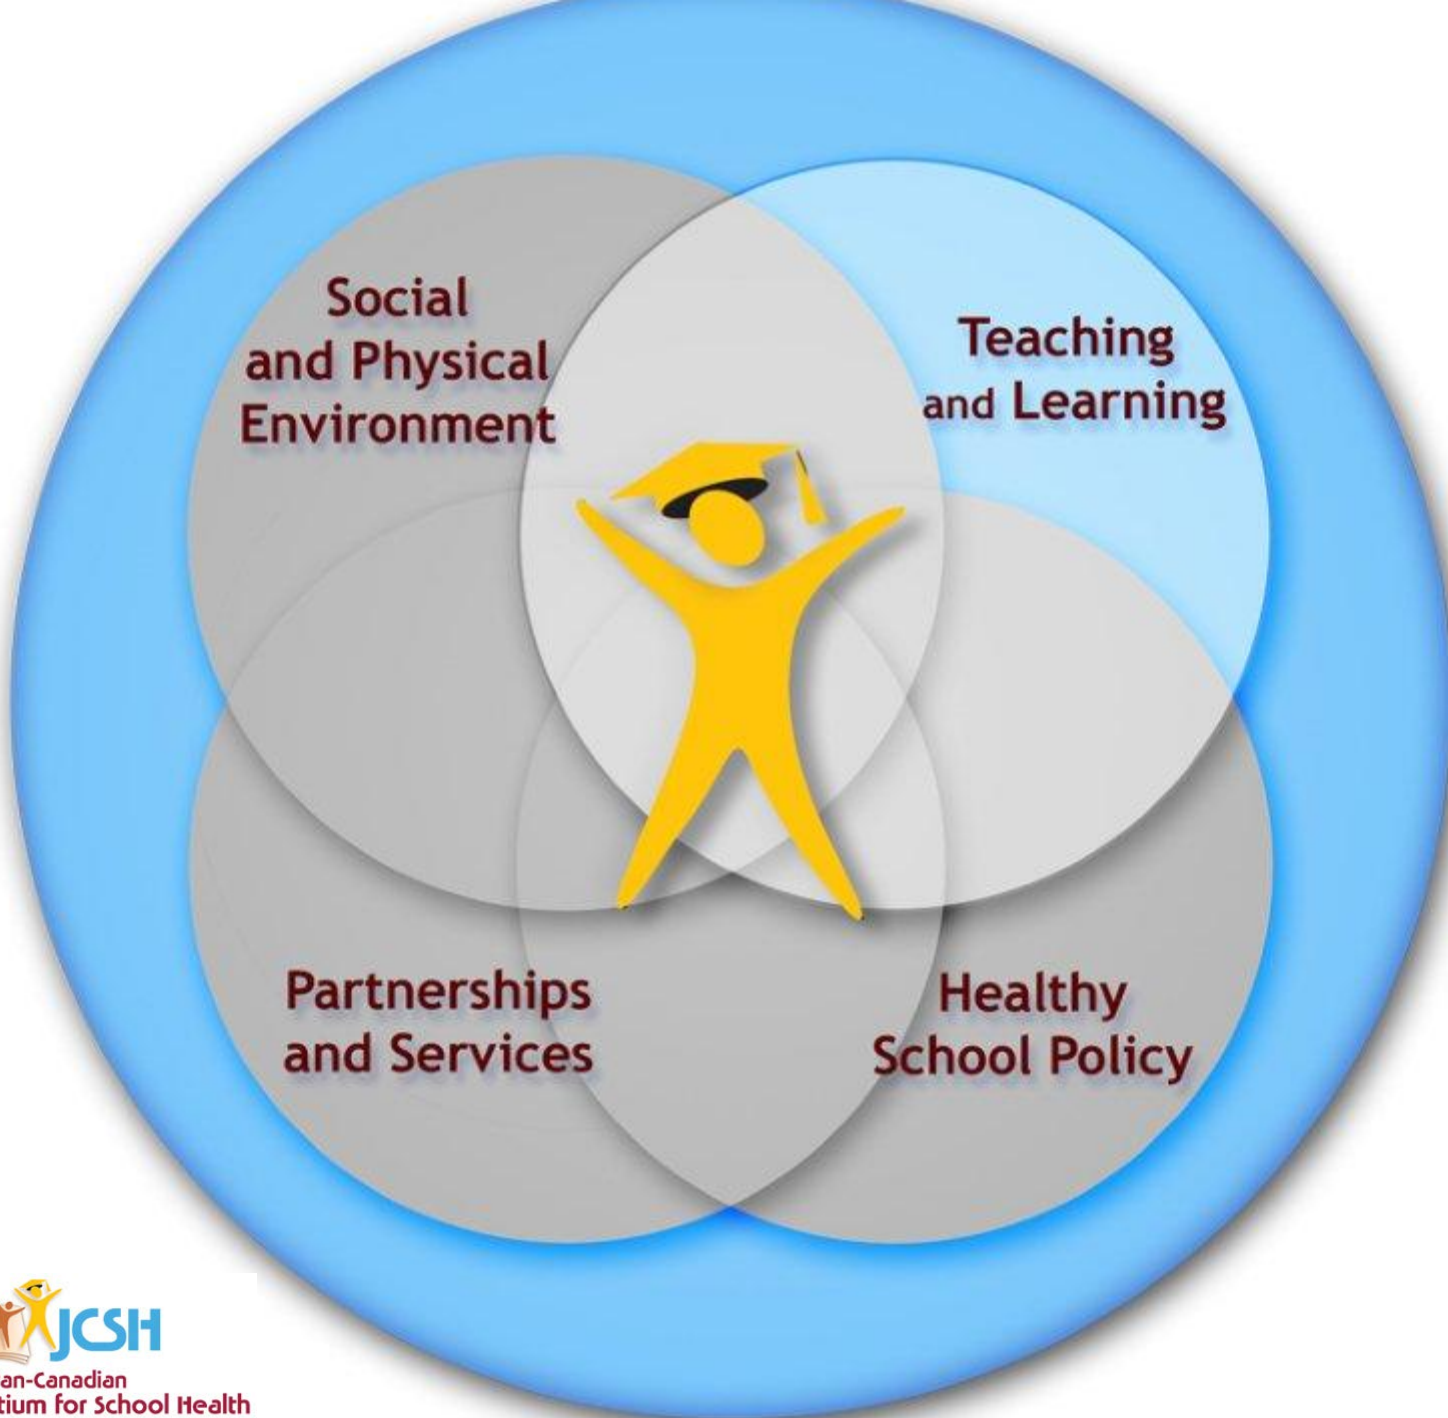 Social
and Physical
Environment
Teaching
and Learning
Partnerships
and Services
Healthy
School Policy
JCSH
an-Canadian
tium for School Health